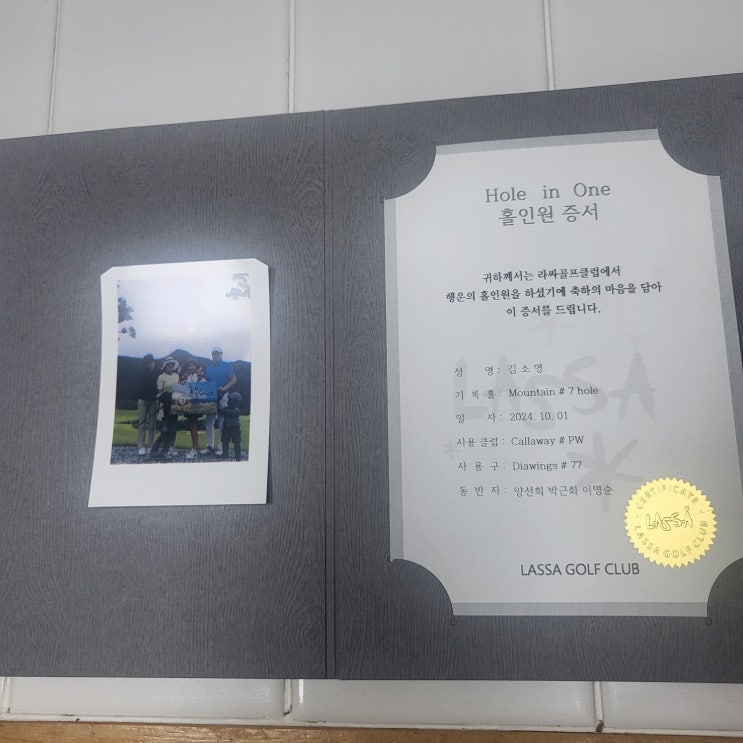 Hole in One
홀인원 증서
귀하께서는 라싸골프클럽에서
행운의 홀인원을 하셨기에 축하의 마음을 담아
이 증서를 드립니다.
성 명 : 김소영
기 록 홀 : Mountain # 7 hole
일 자 : 2024. 10. 01
사용 클럽 : Callaway # PW
사 용 구 : Diawings # 77
동 반 자 : 양선희 박근화 이명순
CERTIFICATE
LASSA
LASSA GOLF CLUB
LASSA GOLF CLUB